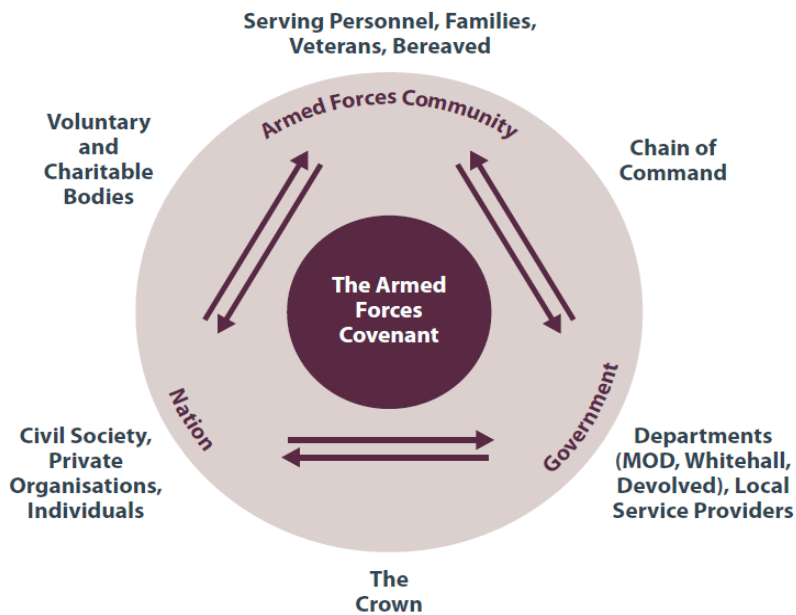 Serving Personnel, Families,
Veterans, Bereaved
Armed Forces Community
Voluntary
and
Charitable
Bodies
Chain of
Command
The Armed
Forces
Covenant
Nation
Government
Civil Society,
Private
Organisations,
Individuals
Departments
(MOD, Whitehall,
Devolved), Local
Service Providers
The
Crown